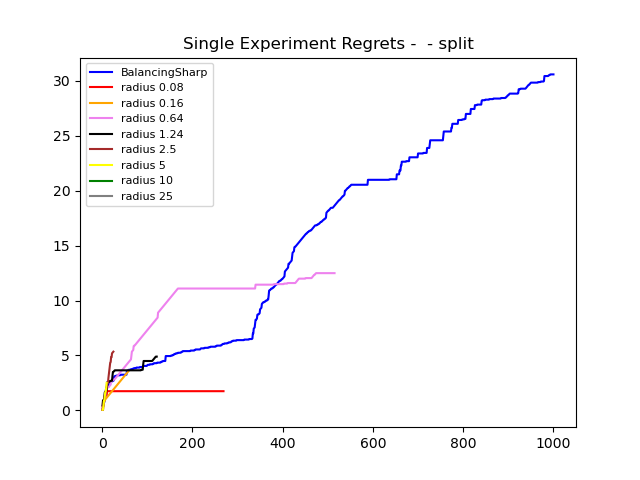 Single Experiment Regrets -  - split
30
25
20
15
10
5
0
BalancingSharp
radius 0.08
radius 0.16
radius 0.64
radius 1.24
radius 2.5
radius 5
radius 10
radius 25
0 200 400 600 800 1000